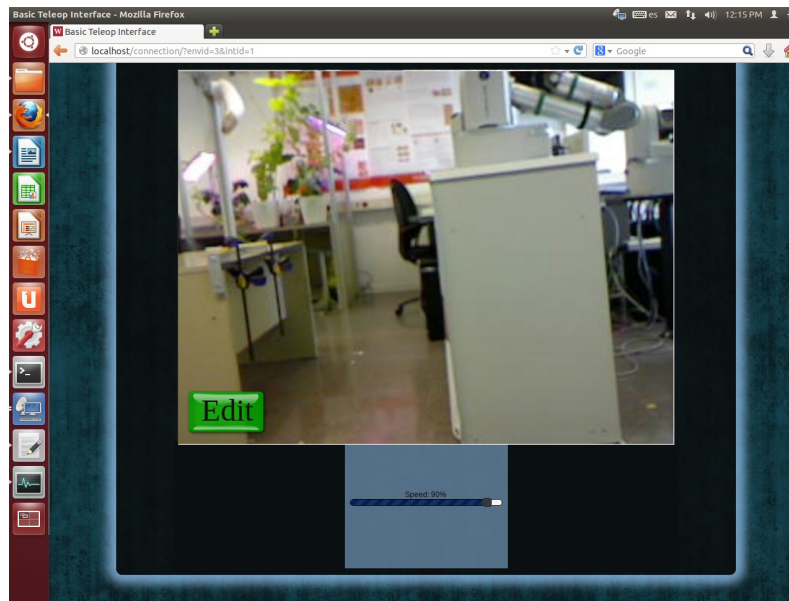 Basic Teleop Interface - Mozilla Firefox
es
12:15 PM
W Basic Teleop Interface
localhost/connection/?envid=3&intid=1
Google
Edit
Speed: 90%